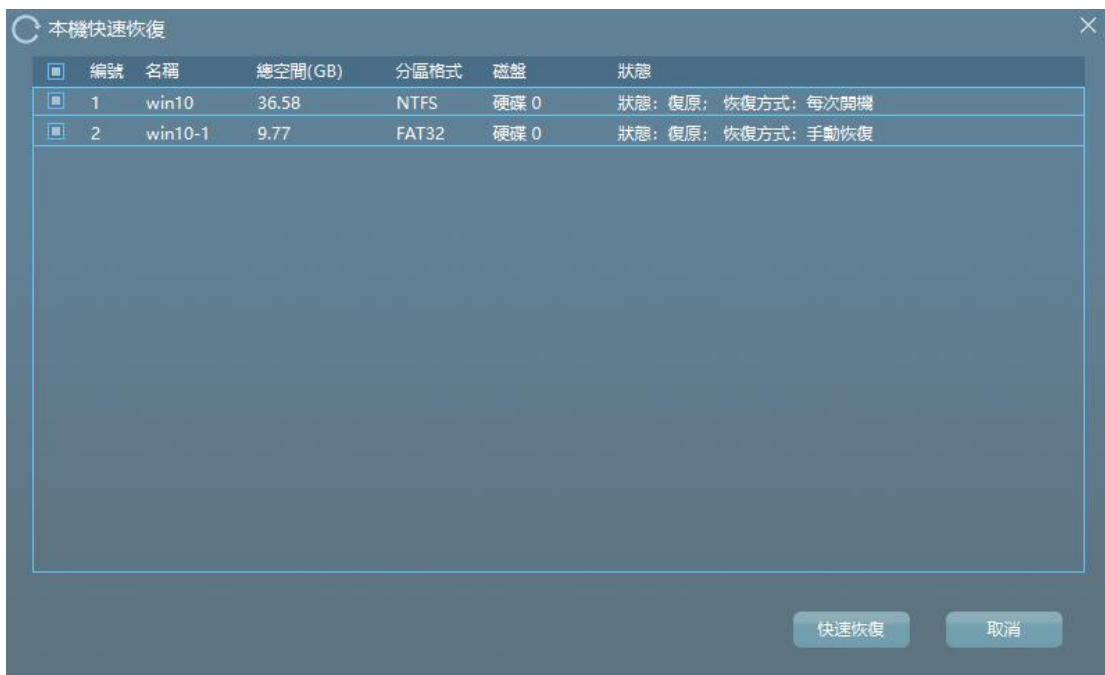 本機快速恢復
編號 名稱 總空間(GB) 分區格式 磁盤 狀態
1 win10 36.58 NTFS 硬碟 0 狀態：復原； 恢復方式：每次開機
2 win10-1 9.77 FAT32 硬碟 0 狀態：復原； 恢復方式：手動恢復
快速恢復 取消